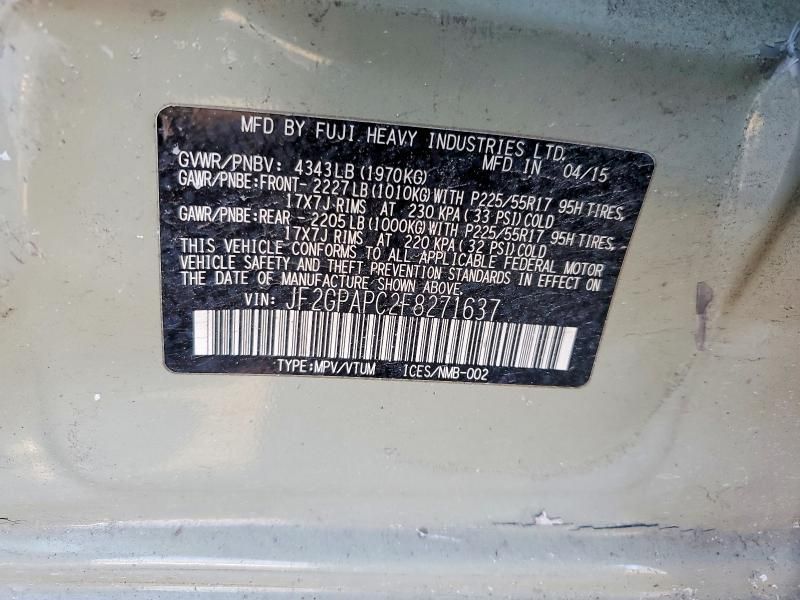 MFD BY FUJI HEAVY INDUSTRIES LTD.
MFD IN 04/15
GVWR/PNBV: 4343LB(1970KG)
GAWR/PNBE:FRONT- 2227LB(1010KG)WITH P225/55R17 95H TIRES,
17X7J RIMS AT 230 KPA(33 PSI)COLD
GAWR/PNBE:REAR -2205LB(1000KG)WITH P225/55R17 95H TIRES,
17X7J RIMS AT 220 KPA(32 PSI)COLD
THIS VEHICLE CONFORMS TO ALL APPLICABLE FEDERAL MOTOR
VEHICLE SAFETY AND THEFT PREVENTION STANDARDS IN EFFECT ON
THE DATE OF MANUFACTURE SHOWN ABOVE.
VIN: JF2GPAPC2F8271637
TYPE:MPV/VTUM ICES/NMB-002